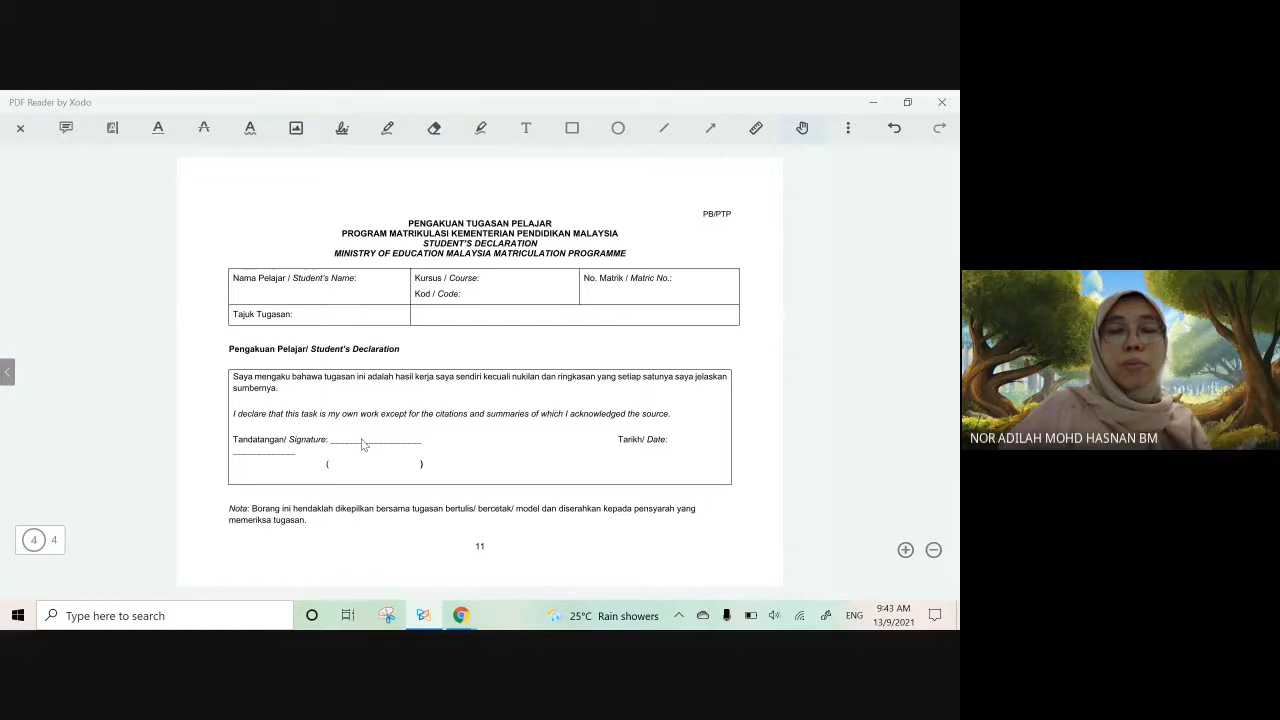 PDF Reader by Xodo
PB/PTP
PENGAKUAN TUGASAN PELAJAR
PROGRAM MATRIKULASI KEMENTERIAN PENDIDIKAN MALAYSIA
STUDENT'S DECLARATION
MINISTRY OF EDUCATION MALAYSIA MATRICULATION PROGRAMME
Nama Pelajar / Student's Name:
Kursus / Course:
Kod / Code:
No. Matrik / Matric No.:
Tajuk Tugasan:
Pengakuan Pelajar/ Student's Declaration
Saya mengaku bahawa tugasan ini adalah hasil kerja saya sendiri kecuali nukilan dan ringkasan yang setiap satunya saya jelaskan
sumbernya.
I declare that this task is my own work except for the citations and summaries of which I acknowledged the source.
Tandatangan/ Signature: ___________________ Tarikh/ Date:
_____________
( )
Nota: Borang ini hendaklah dikepilkan bersama tugasan bertulis/ bercetak/ model dan diserahkan kepada pensyarah yang
memeriksa tugasan.
11
4 4
NOR ADILAH MOHD HASNAN BM
Type here to search
25°C Rain showers
ENG
9:43 AM
13/9/2021